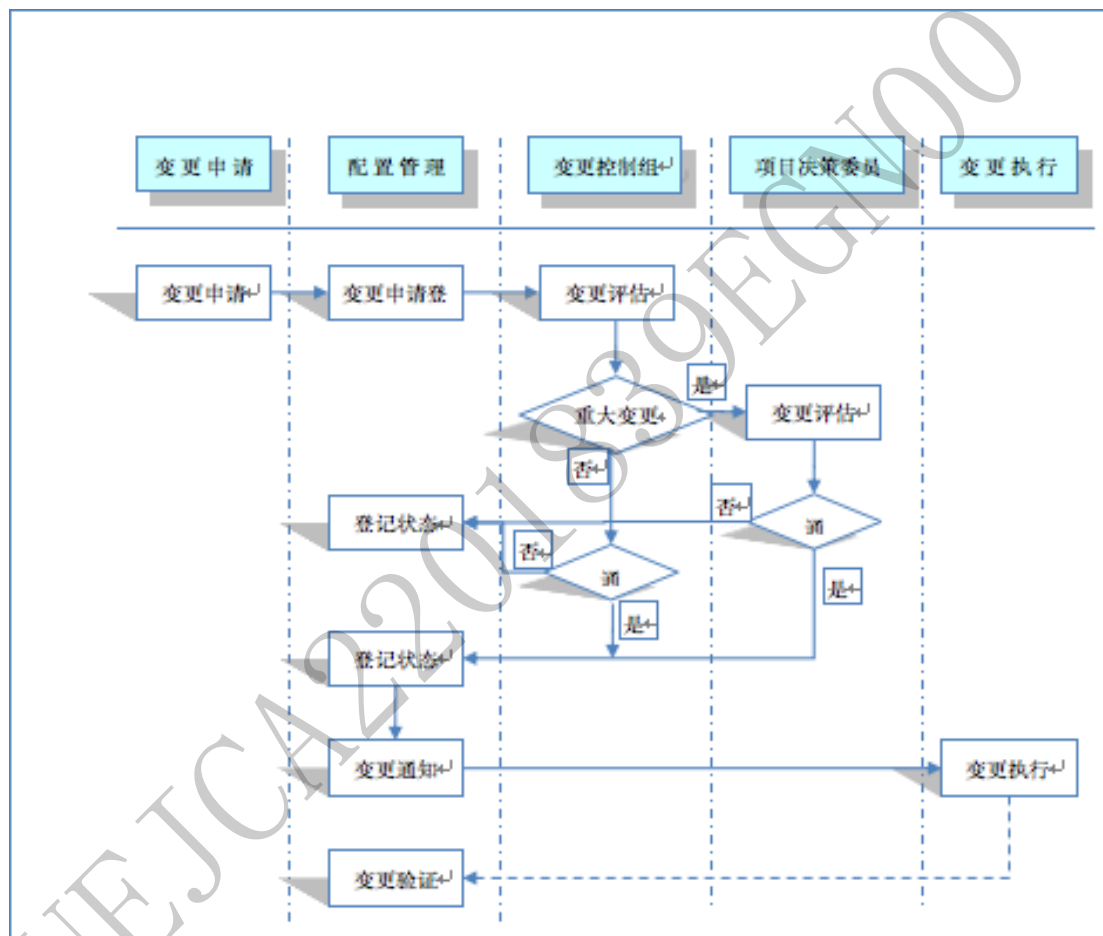 变更申请 配置管理 变更控制组 项目决策委员 变更执行
变更申请 变更申请登 变更评估
是
重大变更 变更评估
否
否
登记状态 通
否 通
是
是
登记状态
变更通知 变更执行
变更验证